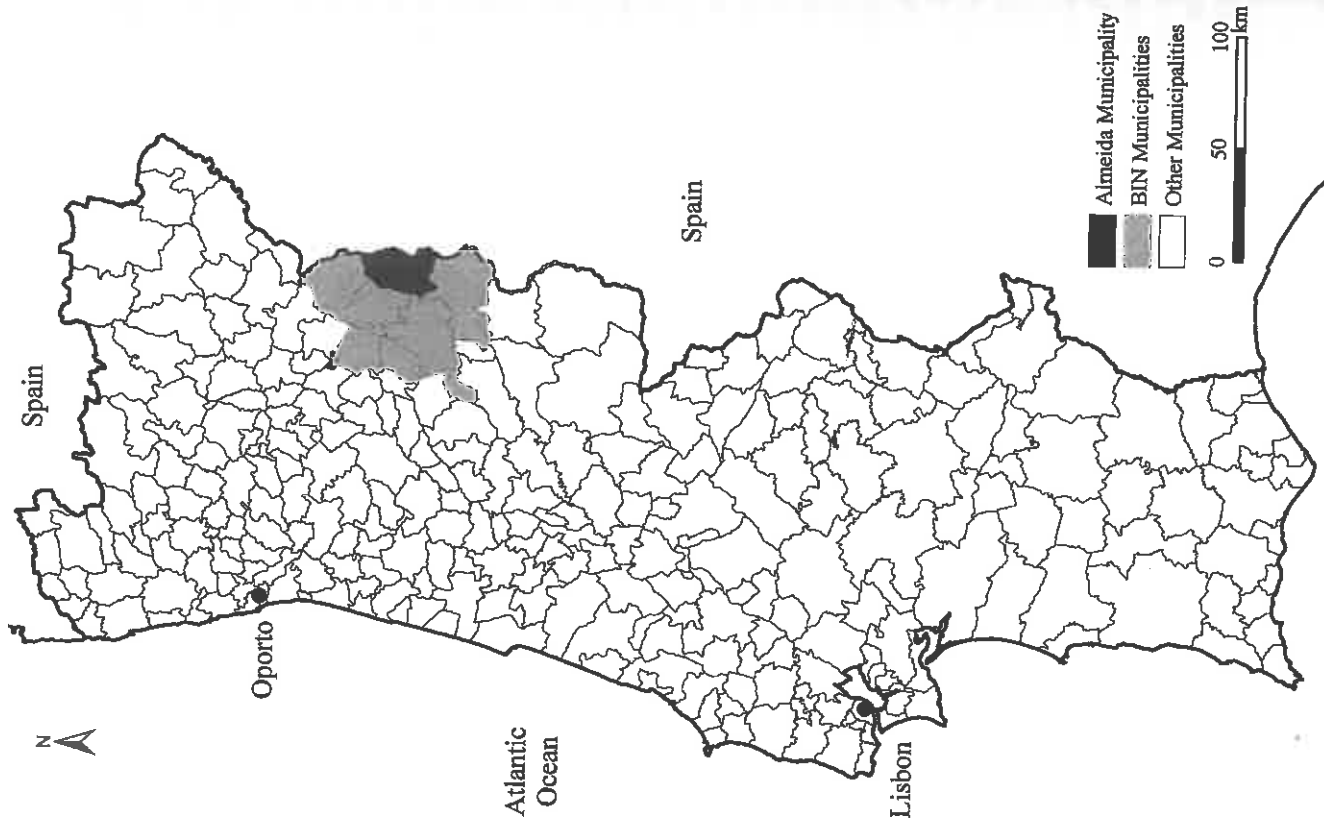 N
Spain
Oporto
Atlantic
Ocean
Spain
Lisbon
Almeida Municipality
BIN Municipalities
Other Municipalities
0 50 100
km